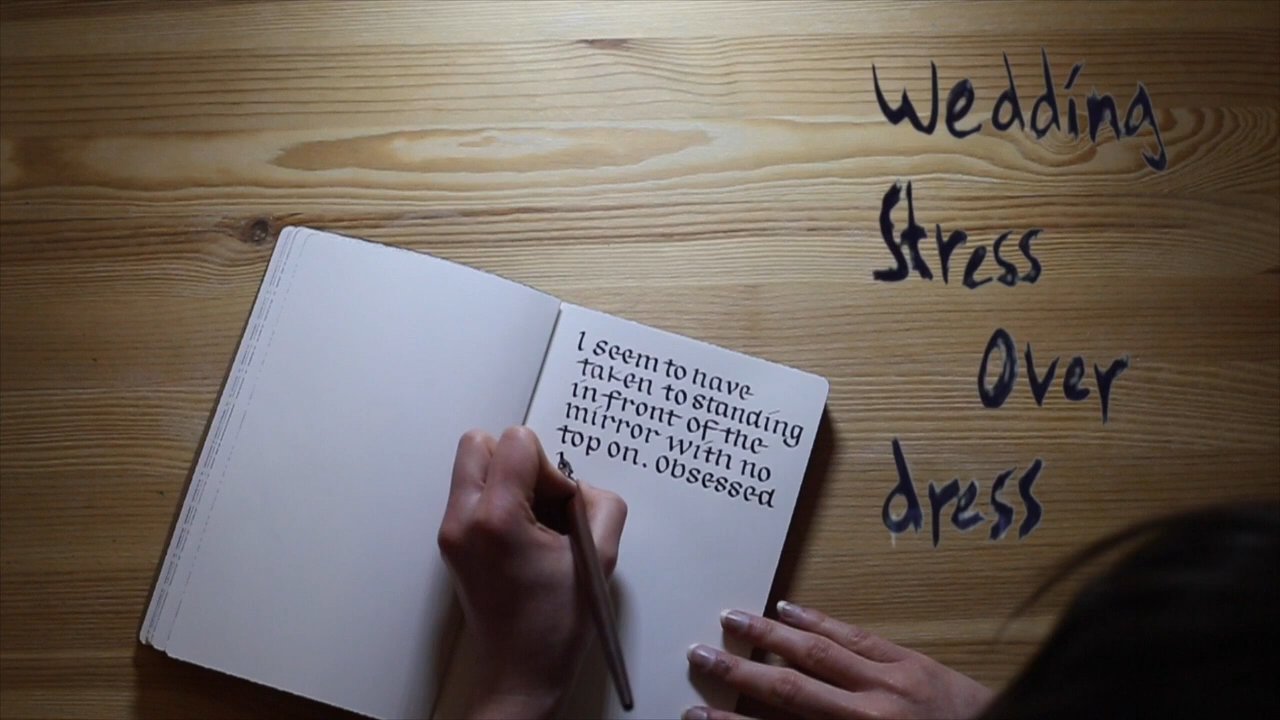 Wedding
Stress
Over
dress
I seem to have
taken to standing
in front of the
mirror with no
top on. Obsessed